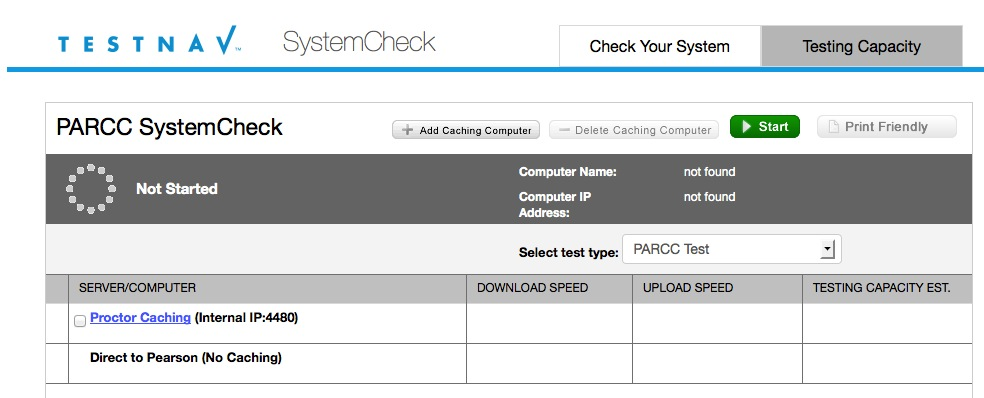 TESTNAV™ SystemCheck
Check Your System
Testing Capacity
PARCC SystemCheck
Add Caching Computer
Delete Caching Computer
Start
Print Friendly
Not Started
Computer Name: not found
Computer IP Address: not found
Select test type: PARCC Test
SERVER/COMPUTER DOWNLOAD SPEED UPLOAD SPEED TESTING CAPACITY EST.
Proctor Caching (Internal IP:4480)
Direct to Pearson (No Caching)